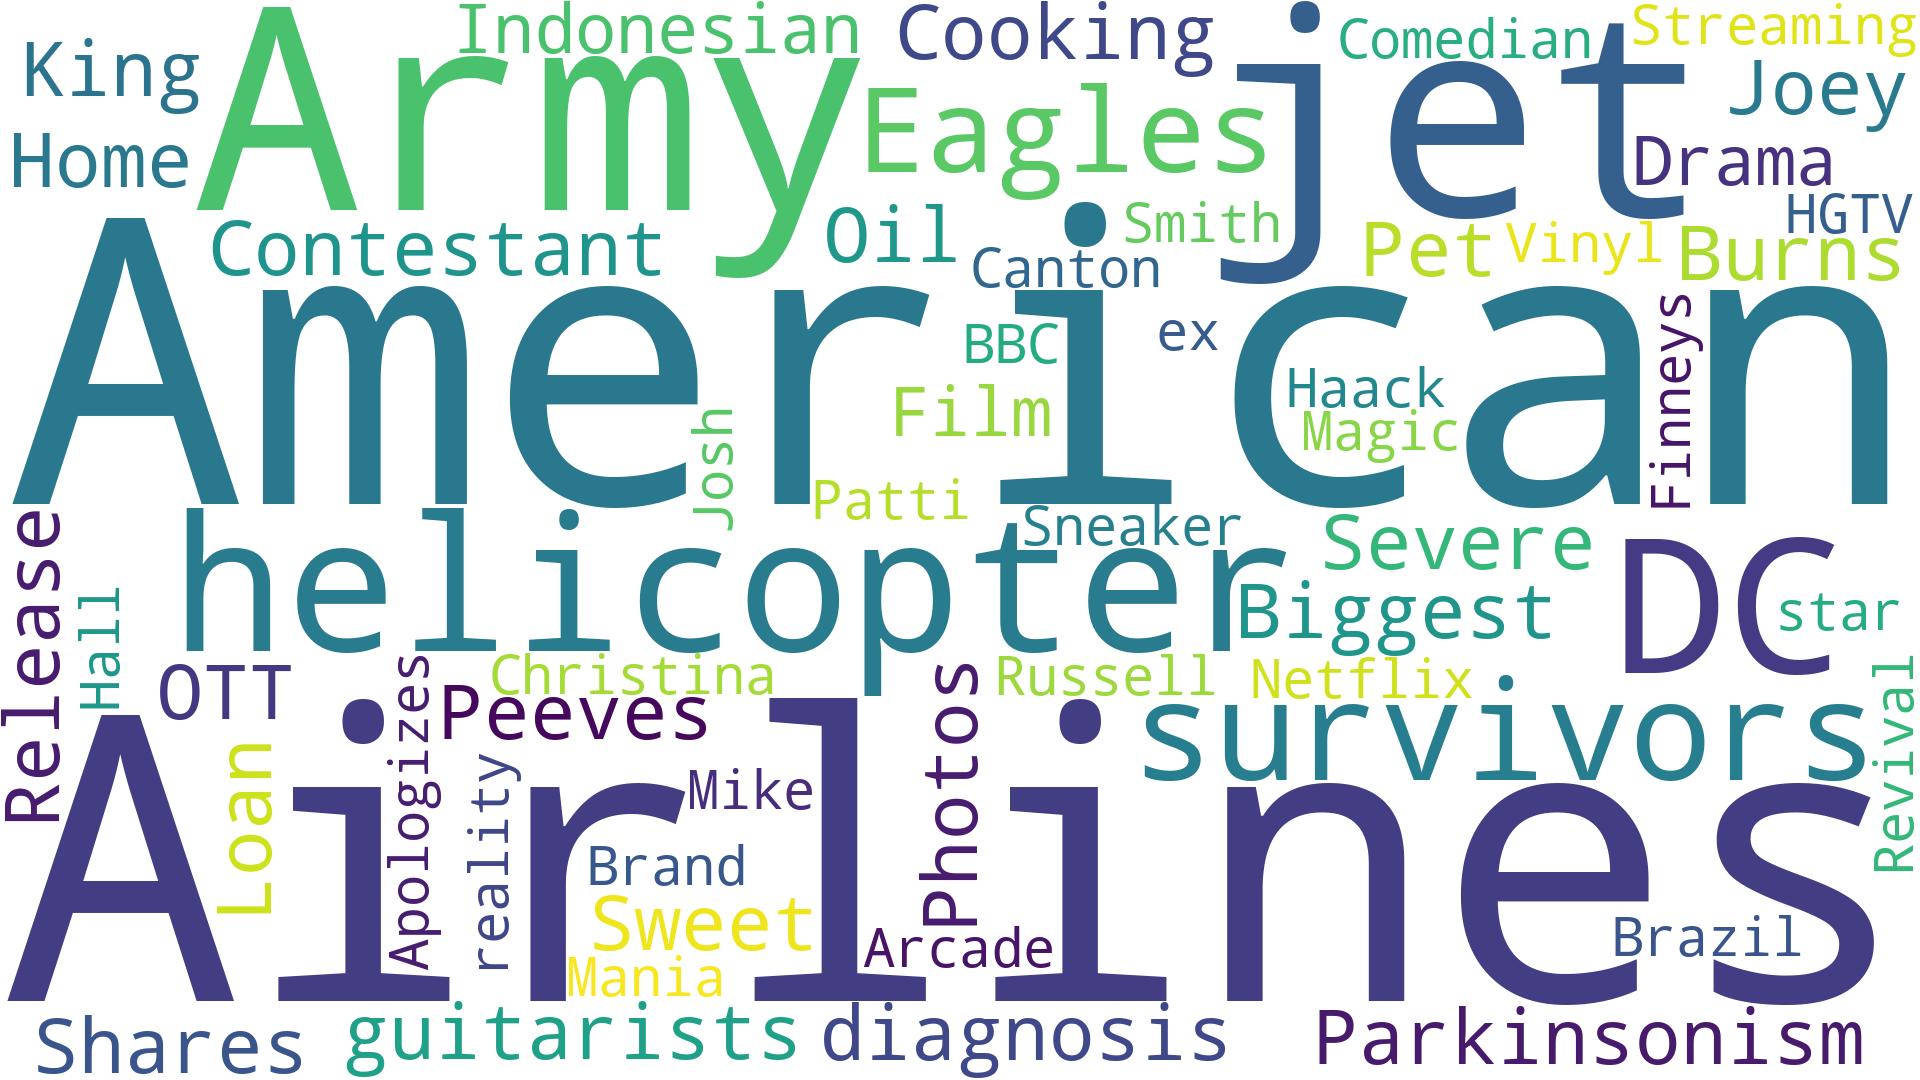 Indonesian
Cooking
Comedian
Streaming
King
Army
jet
Joey
Eagles
Home
Drama
HGTV
Contestant
Oil
Smith
Pet
Vinyl
Burns
Canton
American
BBC
ex
Finneys
Haack
Film
Magic
Josh
Patti
Sneaker
Release
helicopter
Severe
DC
Hall
Biggest
star
OTT
Christina
Russell
Netflix
Peeves
Apologizes
Photos
survivors
Revival
Loan
reality
Mike
Airlines
Brand
Sweet
Arcade
Brazil
Mania
Shares
guitarists
diagnosis
Parkinsonism